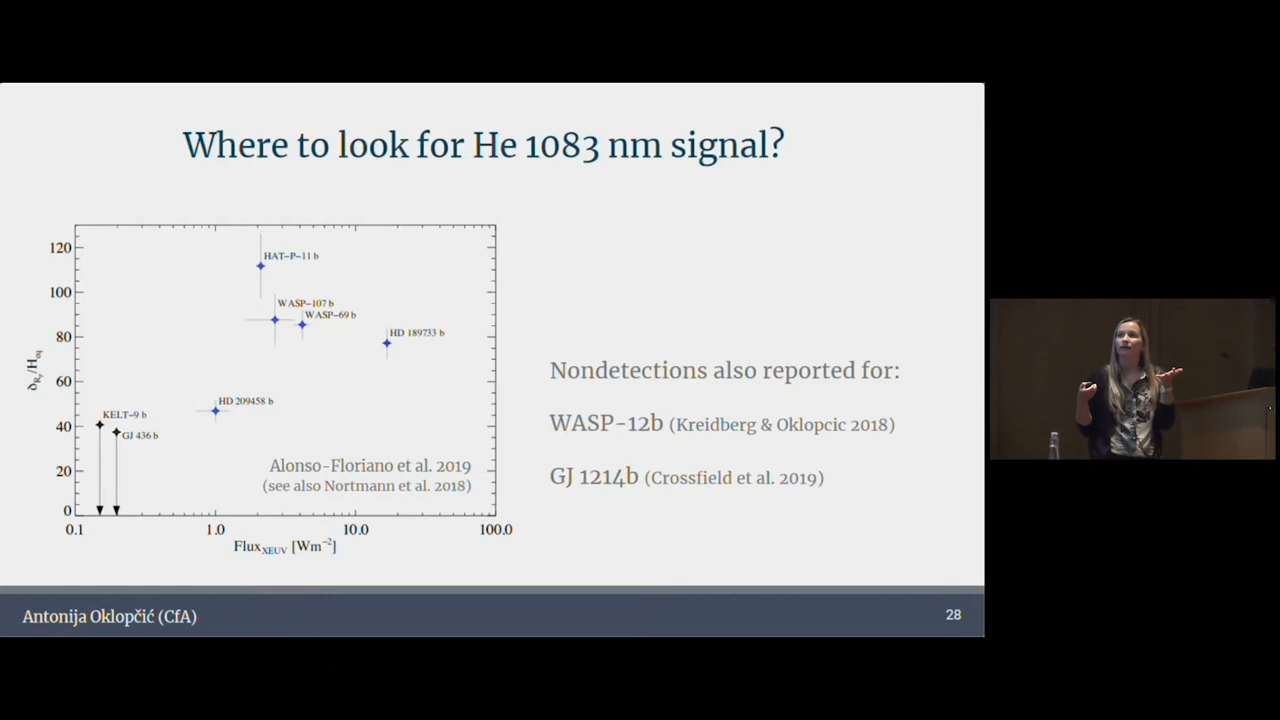 Where to look for He 1083 nm signal?
120
100
80
60
40
20
0
δRp/Heq
HAT-P-11 b
WASP-107 b
WASP-69 b
HD 189733 b
HD 209458 b
KELT-9 b
GJ 436 b
Alonso-Floriano et al. 2019
(see also Nortmann et al. 2018)
0.1 1.0 10.0 100.0
FluxXEUV [Wm⁻²]
Nondetections also reported for:
WASP-12b (Kreidberg & Oklopcic 2018)
GJ 1214b (Crossfield et al. 2019)
Antonija Oklopčić (CfA) 28